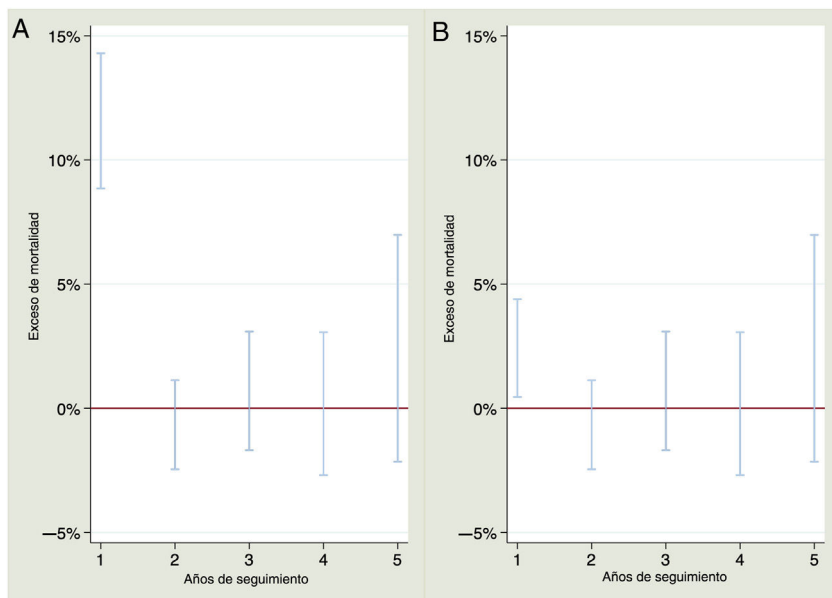 A
15%
10%
5%
0%
—5%
Exceso de mortalidad
1 2 3 4 5
Años de seguimiento
B
15%
10%
5%
0%
—5%
Exceso de mortalidad
1 2 3 4 5
Años de seguimiento